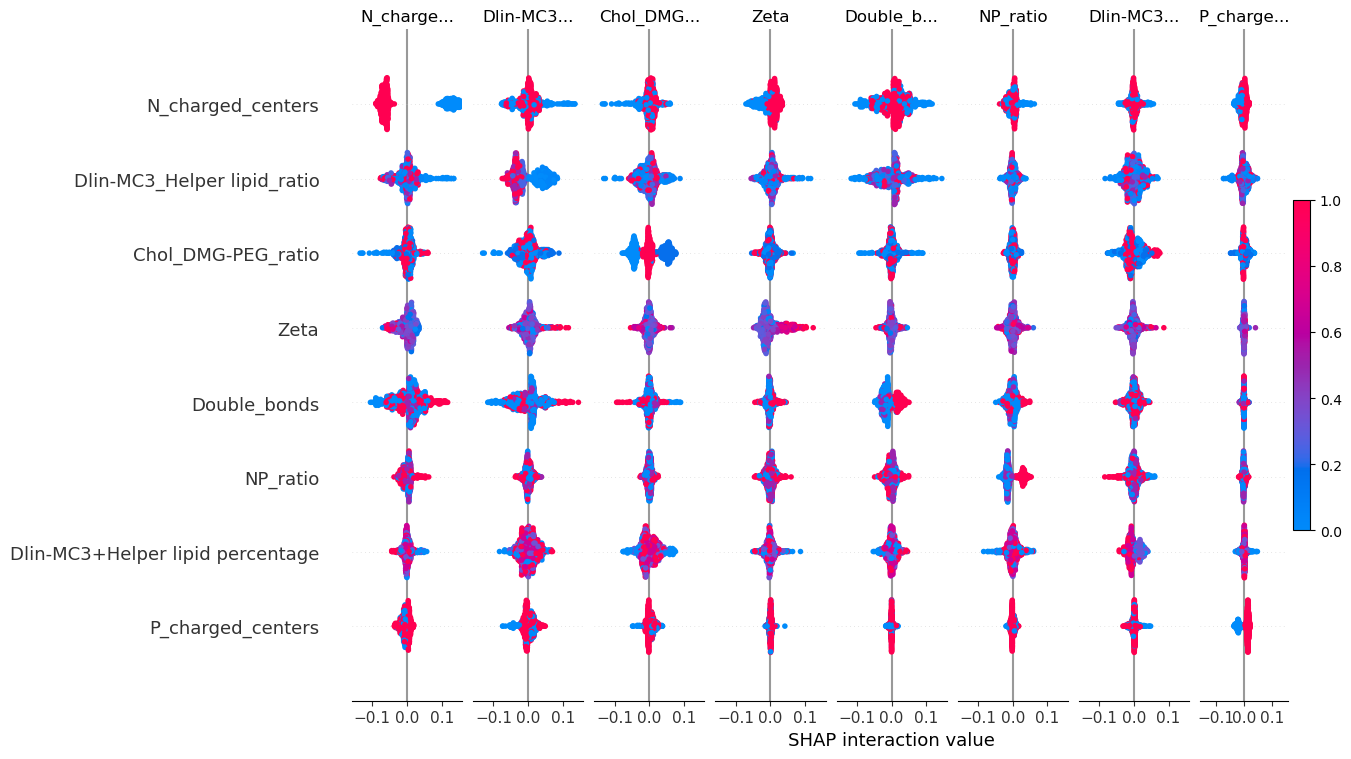 N_charge... Dlin-MC3... Chol_DMG... Zeta Double_b... NP_ratio Dlin-MC3... P_charge...
N_charged_centers
Dlin-MC3_Helper lipid_ratio
Chol_DMG-PEG_ratio
Zeta
Double_bonds
NP_ratio
Dlin-MC3+Helper lipid percentage
P_charged_centers
1.0
0.8
0.6
0.4
0.2
0.0
−0.1 0.0 0.1 −0.1 0.0 0.1 −0.1 0.0 0.1 −0.1 0.0 0.1 −0.1 0.0 0.1 −0.1 0.0 0.1 −0.1 0.0 0.1 −0.1 0.0 0.1
SHAP interaction value